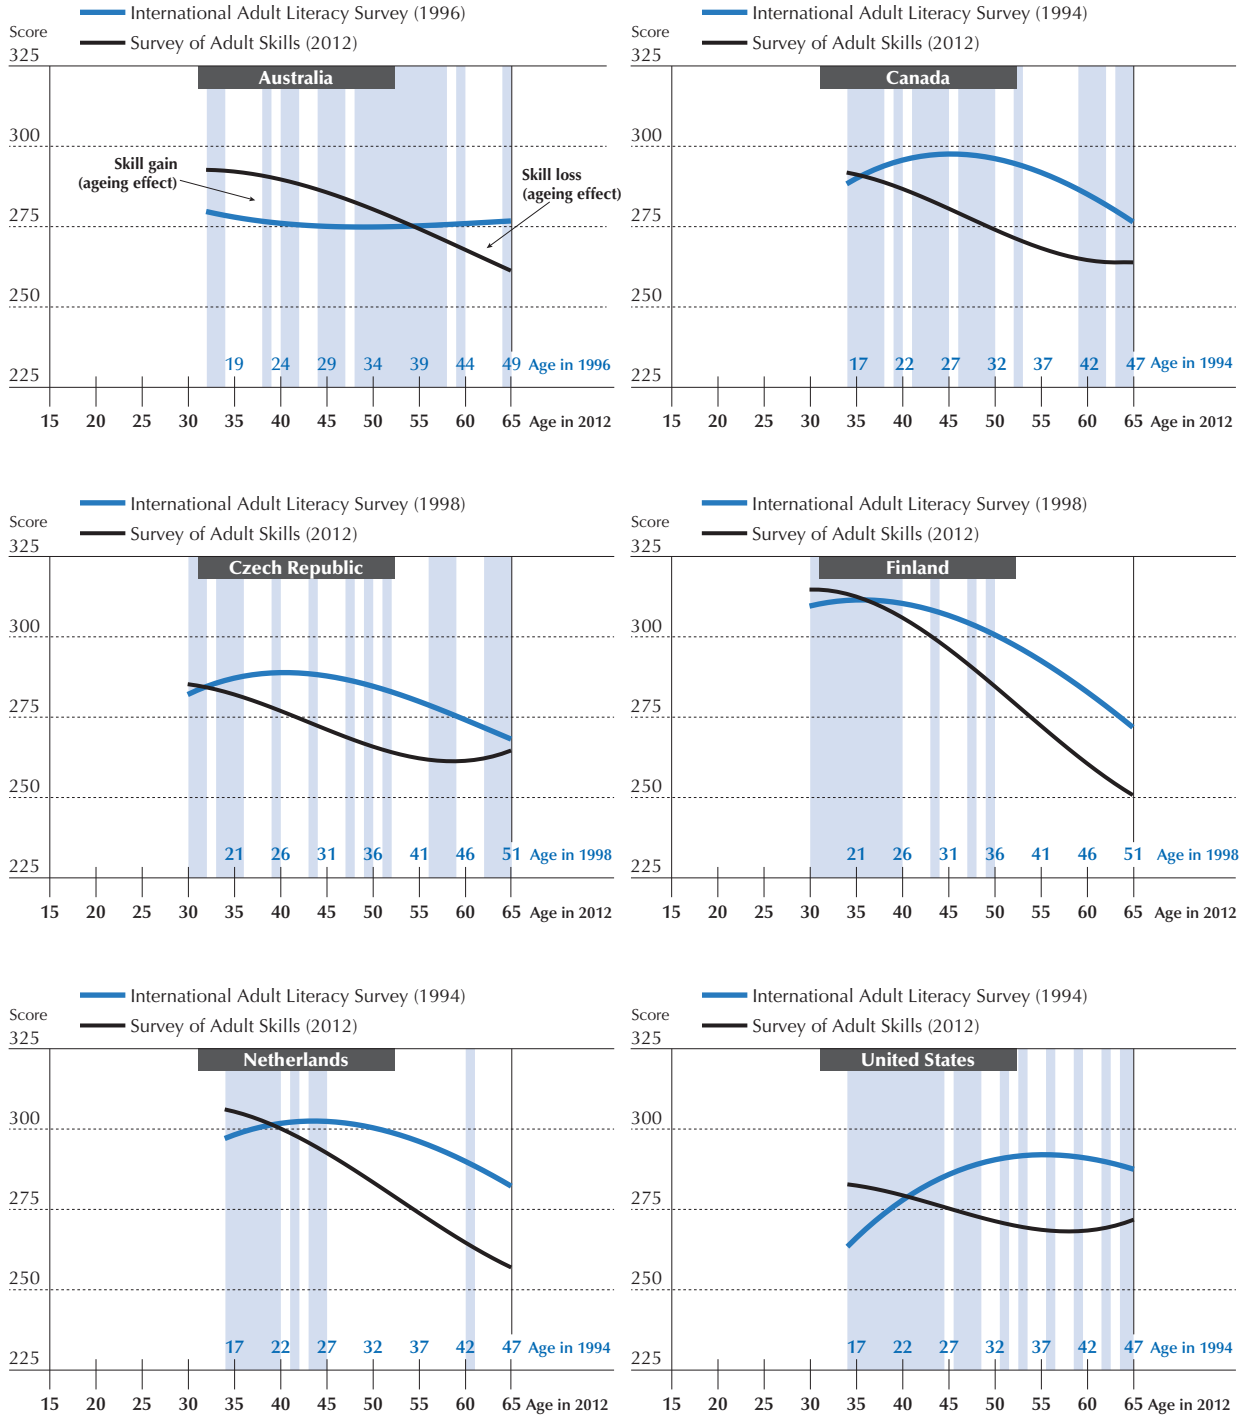 International Adult Literacy Survey (1996)
Survey of Adult Skills (2012)
Score
325
Australia
300
Skill gain
(ageing effect)
Skill loss
(ageing effect)
275
250
19 24 29 34 39 44 49 Age in 1996
225
15 20 25 30 35 40 45 50 55 60 65 Age in 2012
International Adult Literacy Survey (1994)
Survey of Adult Skills (2012)
Score
325
Canada
300
275
250
17 22 27 32 37 42 47 Age in 1994
225
15 20 25 30 35 40 45 50 55 60 65 Age in 2012
International Adult Literacy Survey (1998)
Survey of Adult Skills (2012)
Score
325
Czech Republic
300
275
250
21 26 31 36 41 46 51 Age in 1998
225
15 20 25 30 35 40 45 50 55 60 65 Age in 2012
International Adult Literacy Survey (1998)
Survey of Adult Skills (2012)
Score
325
Finland
300
275
250
21 26 31 36 41 46 51 Age in 1998
225
15 20 25 30 35 40 45 50 55 60 65 Age in 2012
International Adult Literacy Survey (1994)
Survey of Adult Skills (2012)
Score
325
Netherlands
300
275
250
17 22 27 32 37 42 47 Age in 1994
225
15 20 25 30 35 40 45 50 55 60 65 Age in 2012
International Adult Literacy Survey (1994)
Survey of Adult Skills (2012)
Score
325
United States
300
275
250
17 22 27 32 37 42 47 Age in 1994
225
15 20 25 30 35 40 45 50 55 60 65 Age in 2012